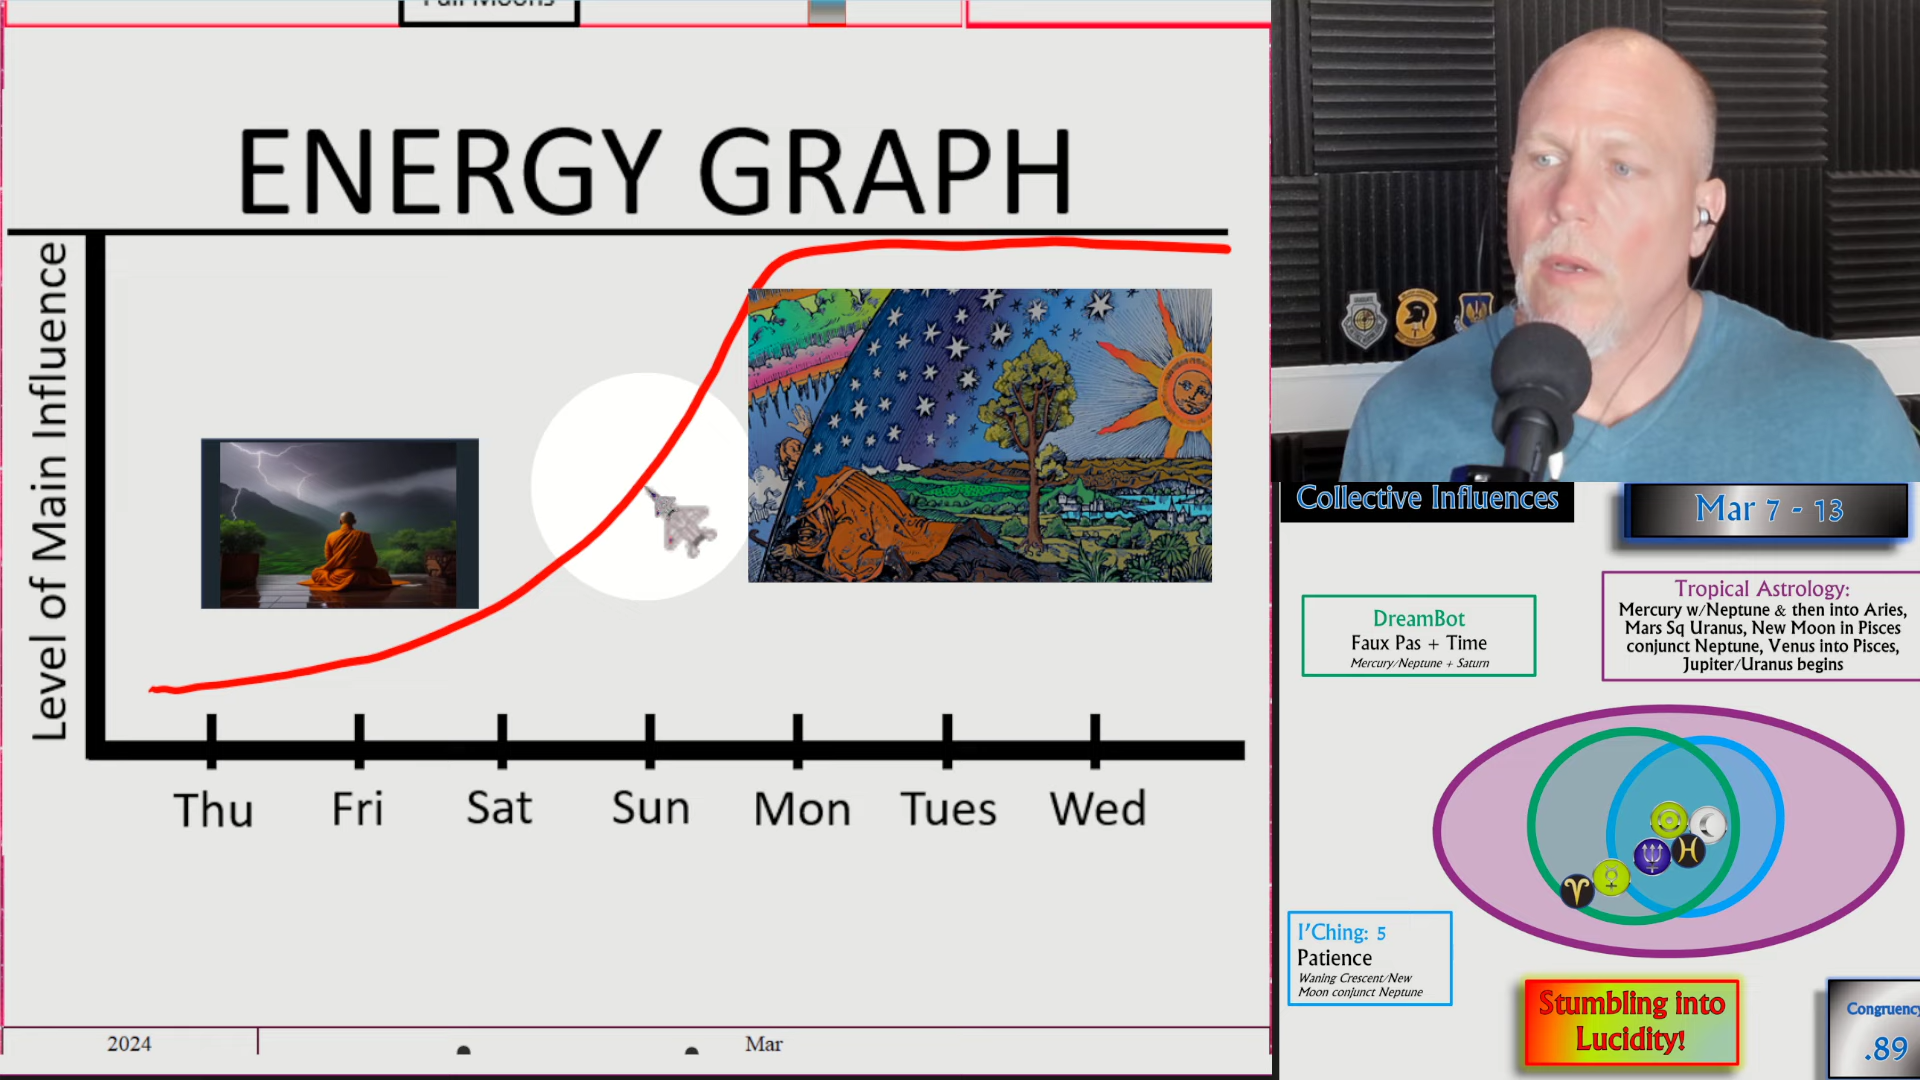 Full Moons
ENERGY GRAPH
Level of Main Influence
Thu Fri Sat Sun Mon Tues Wed
2024 Mar
Collective Influences
Mar 7 - 13
DreamBot
Faux Pas + Time
Mercury/Neptune + Saturn
Tropical Astrology:
Mercury w/Neptune & then into Aries,
Mars Sq Uranus, New Moon in Pisces
conjunct Neptune, Venus into Pisces,
Jupiter/Uranus begins
I'Ching: 5
Patience
Waning Crescent/New
Moon conjunct Neptune
Stumbling into
Lucidity!
Congruency
.89